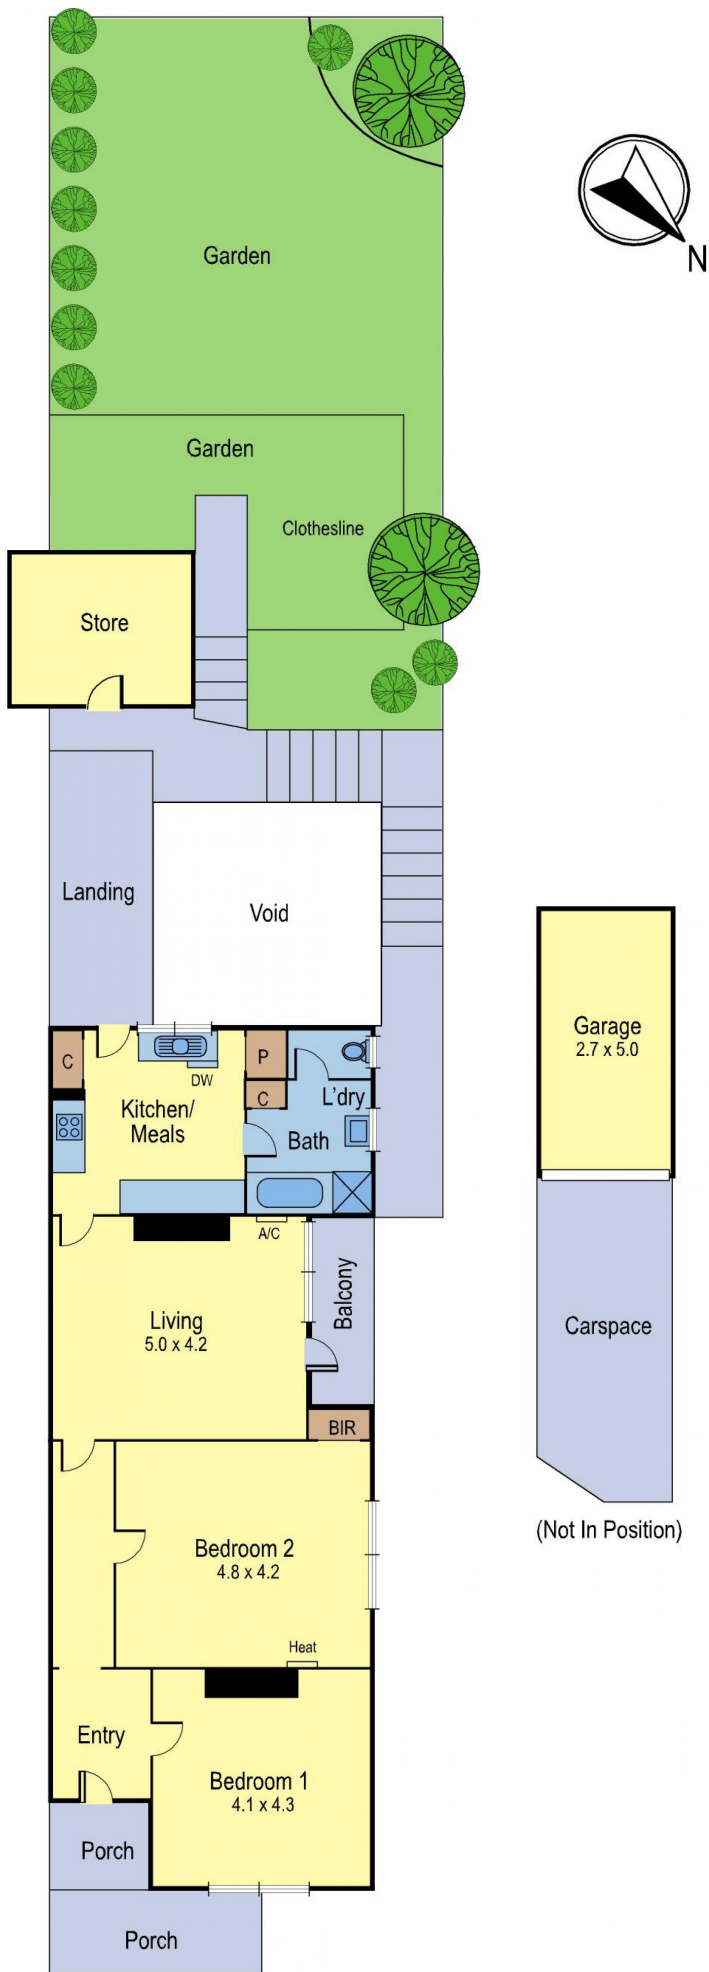 N
Garden
Garden
Clothesline
Store
Landing
Void
C
P
DW
C
L'dry
Kitchen/
Meals
Bath
A/C
Living
5.0 x 4.2
Balcony
BIR
Bedroom 2
4.8 x 4.2
Heat
Entry
Bedroom 1
4.1 x 4.3
Porch
Porch
Garage
2.7 x 5.0
Carspace
(Not In Position)